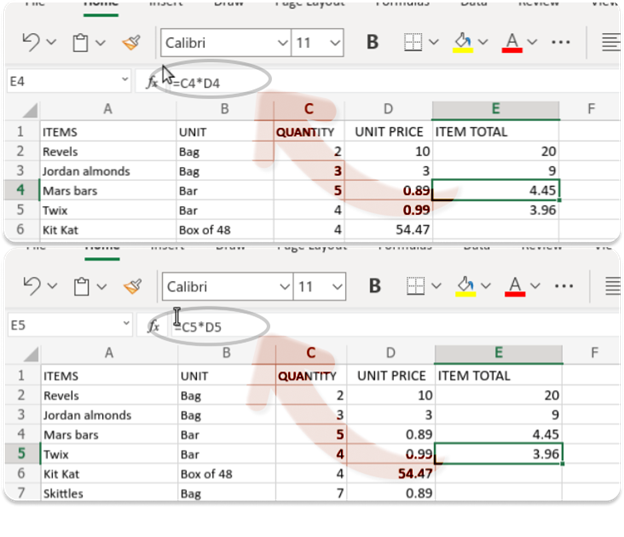 File Home Insert Draw Page Layout Formulas Data Review View
Calibri 11 B A ...
E4 fx =C4*D4
A B C D E F
1 ITEMS UNIT QUANTITY UNIT PRICE ITEM TOTAL
2 Revels Bag 2 10 20
3 Jordan almonds Bag 3 3 9
4 Mars bars Bar 5 0.89 4.45
5 Twix Bar 4 0.99 3.96
6 Kit Kat Box of 48 4 54.47
File Home Insert Draw Page Layout Formulas Data Review Vie
Calibri 11 B A ...
E5 fx =C5*D5
A B C D E F
1 ITEMS UNIT QUANTITY UNIT PRICE ITEM TOTAL
2 Revels Bag 2 10 20
3 Jordan almonds Bag 3 3 9
4 Mars bars Bar 5 0.89 4.45
5 Twix Bar 4 0.99 3.96
6 Kit Kat Box of 48 4 54.47
7 Skittles Bag 7 0.89